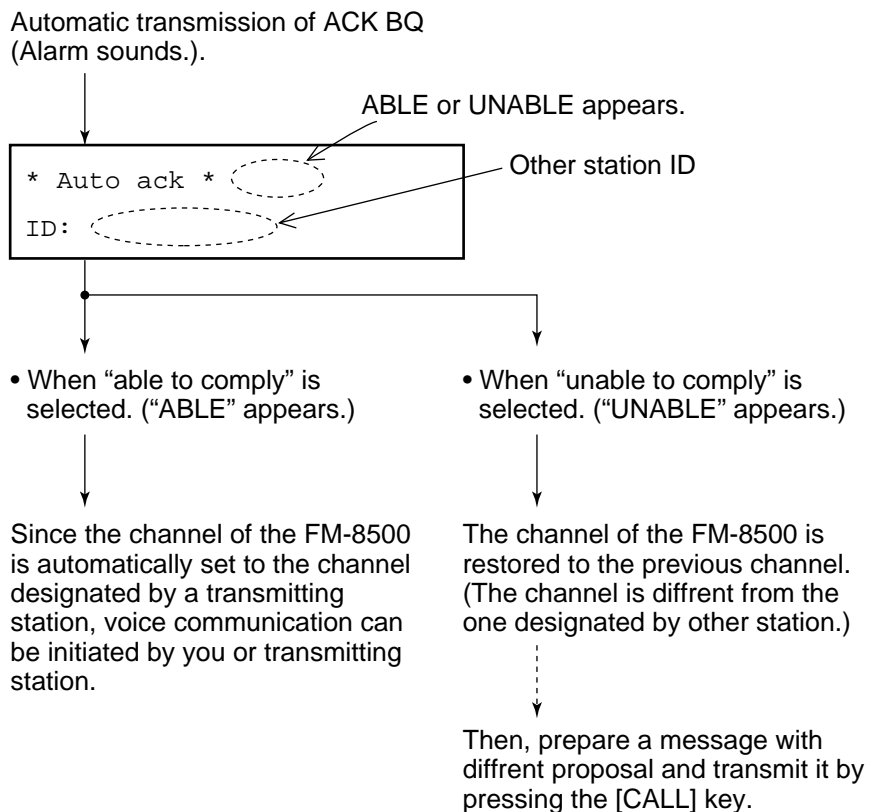 Automatic transmission of ACK BQ
(Alarm sounds.).
ABLE or UNABLE appears.
* Auto ack *
Other station ID
ID:
• When “able to comply” is
selected. (“ABLE” appears.)
Since the channel of the FM-8500
is automatically set to the channel
designated by a transmitting
station, voice communication can
be initiated by you or transmitting
station.
• When “unable to comply” is
selected. (“UNABLE” appears.)
The channel of the FM-8500 is
restored to the previous channel.
(The channel is diffrent from the
one designated by other station.)
Then, prepare a message with
diffrent proposal and transmit it by
pressing the [CALL] key.